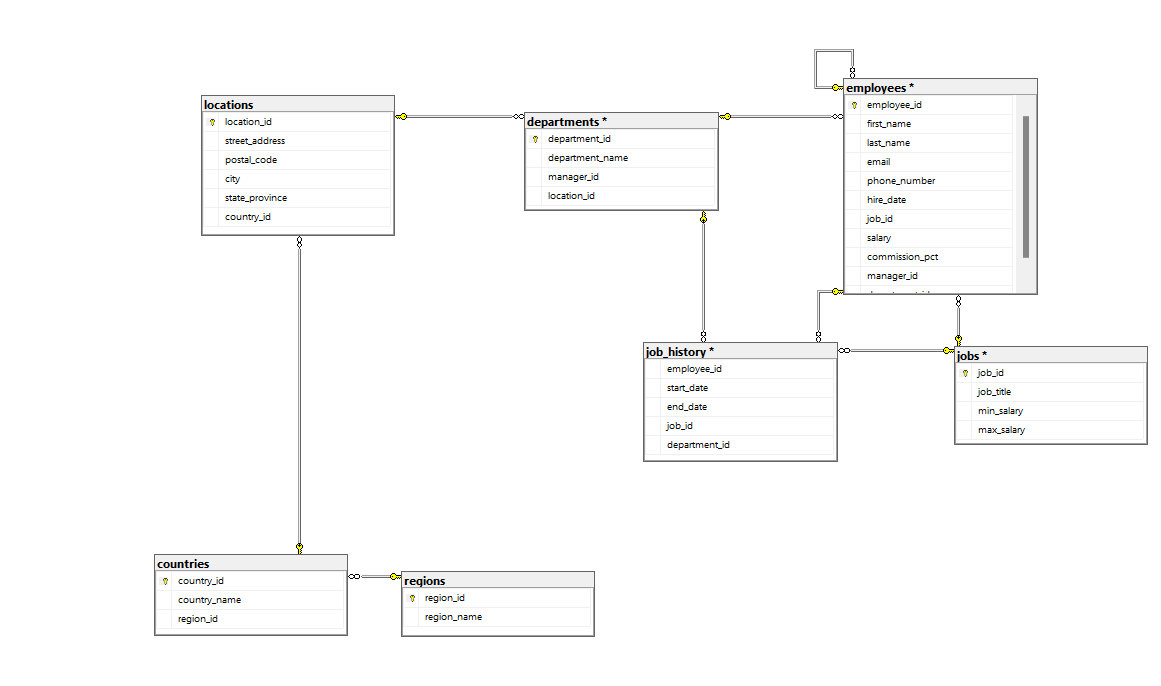 locations
location_id
street_address
postal_code
city
state_province
country_id
departments *
department_id
department_name
manager_id
location_id
employees *
employee_id
first_name
last_name
email
phone_number
hire_date
job_id
salary
commission_pct
manager_id
job_history *
employee_id
start_date
end_date
job_id
department_id
jobs *
job_id
job_title
min_salary
max_salary
countries
country_id
country_name
region_id
regions
region_id
region_name